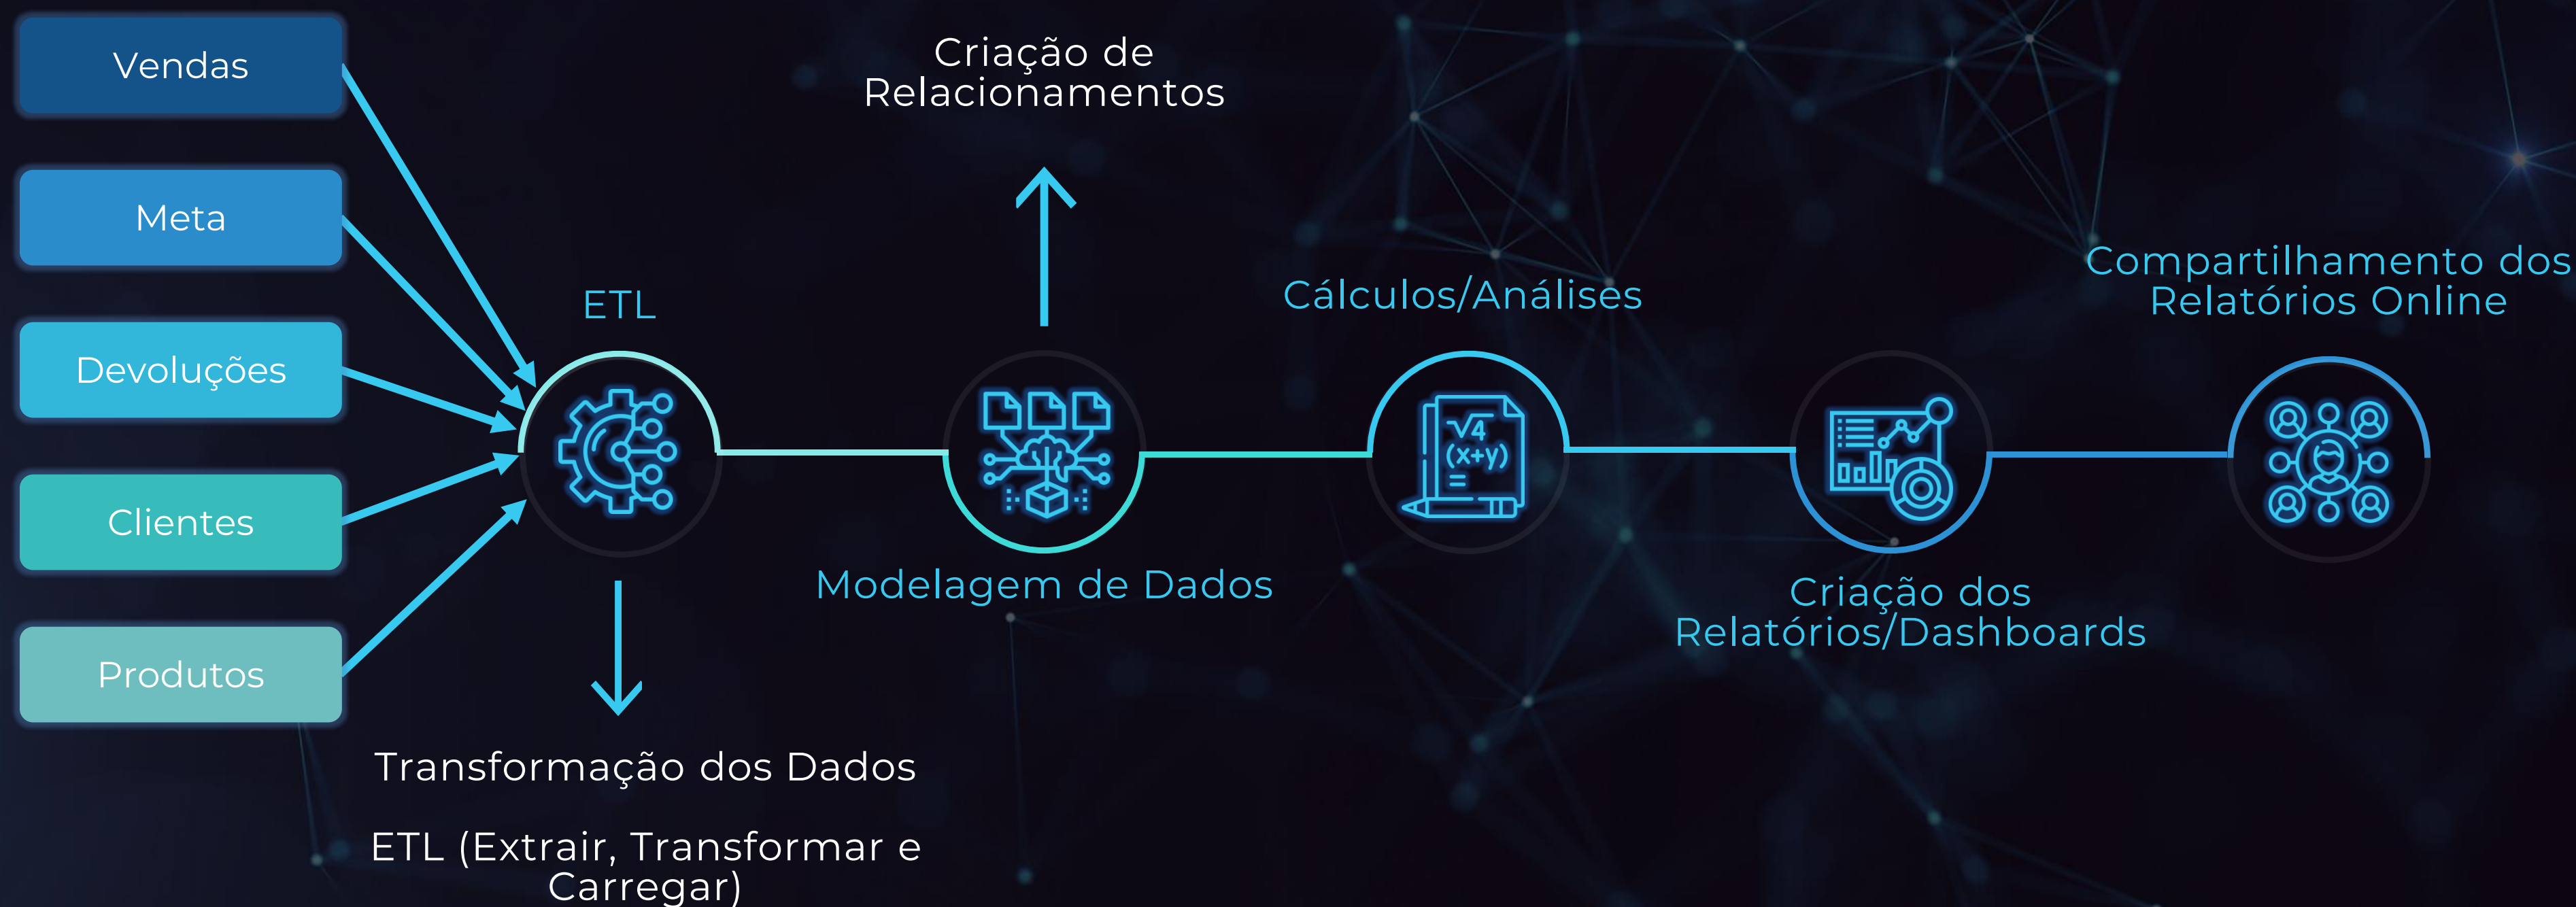 Vendas
Meta
Devoluções
Clientes
Produtos
ETL
Transformação dos Dados
ETL (Extrair, Transformar e
Carregar)
Criação de
Relacionamentos
Modelagem de Dados
Cálculos/Análises
√4
(x+y)
=
Criação dos
Relatórios/Dashboards
Compartilhamento dos
Relatórios Online